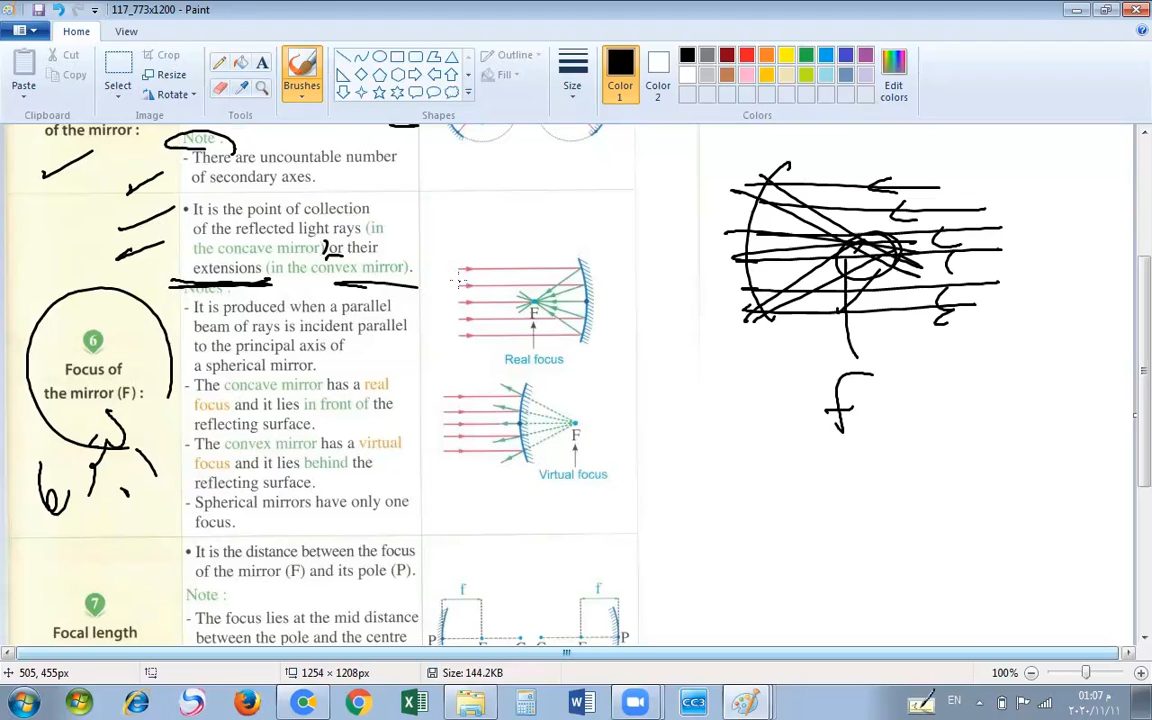 117_773x1200 - Paint
Home
View
Paste
Cut
Copy
Clipboard
Select
Crop
Resize
Rotate
Image
A
Tools
Brushes
Outline
Fill
Shapes
Size
Color
1
Color
2
Edit
colors
Colors
of the mirror :
Note :
- There are uncountable number
of secondary axes.
6
Focus of
the mirror (F) :
• It is the point of collection
of the reflected light rays (in
the concave mirror) or their
extensions (in the convex mirror).
Notes :
- It is produced when a parallel
beam of rays is incident parallel
to the principal axis of
a spherical mirror.
- The concave mirror has a real
focus and it lies in front of the
reflecting surface.
- The convex mirror has a virtual
focus and it lies behind the
reflecting surface.
- Spherical mirrors have only one
focus.
F
Real focus
F
Virtual focus
7
Focal length
• It is the distance between the focus
of the mirror (F) and its pole (P).
Note :
- The focus lies at the mid distance
between the pole and the centre
f
f
P
P
505, 455px
1254 × 1208px
Size: 144.2KB
100%
W
CC3
EN
01:07 م
٢٠٢٠/١١/١١